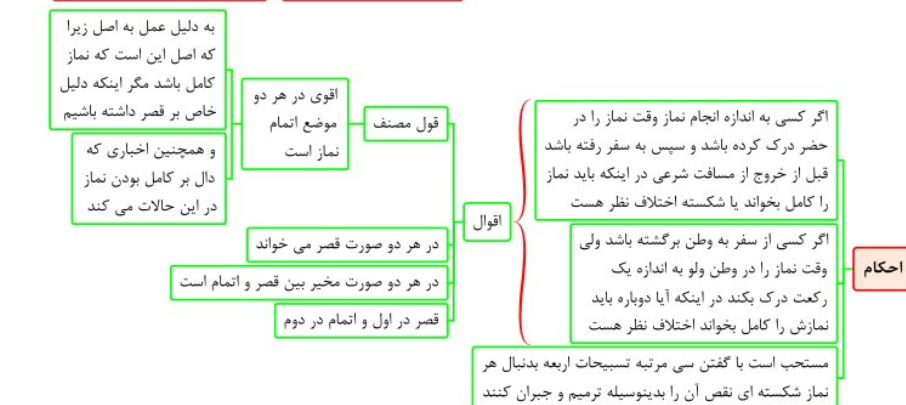 احکام
اگر کسی به اندازه انجام نماز وقت نماز را در
حضر درک کرده باشد و سپس به سفر رفته باشد
قبل از خروج از مسافت شرعی در اینکه باید نماز
را کامل بخواند یا شکسته اختلاف نظر هست
اگر کسی از سفر به وطن برگشته باشد ولی
وقت نماز را در وطن ولو به اندازه یک
رکعت درک بکند در اینکه آیا دوباره باید
نمازش را کامل بخواند اختلاف نظر هست
اقوال
قول مصنف
اقوی در هر دو
موضع اتمام
نماز است
به دلیل عمل به اصل زیرا
که اصل این است که نماز
کامل باشد مگر اینکه دلیل
خاص بر قصر داشته باشیم
و همچنین اخباری که
دال بر کامل بودن نماز
در این حالات می کند
در هر دو صورت قصر می خواند
در هر دو صورت مخیر بین قصر و اتمام است
قصر در اول و اتمام در دوم
مستحب است با گفتن سی مرتبه تسبیحات اربعه بدنبال هر
نماز شکسته ای نقص آن را بدینوسیله ترمیم و جبران کنند